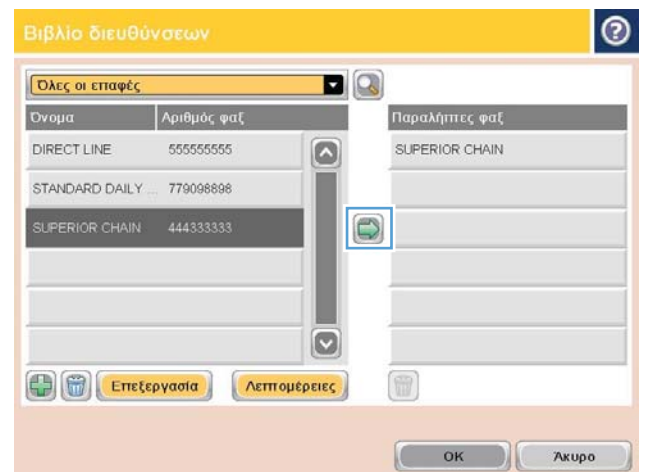 Βιβλίο διευθύνσεων
Όλες οι επαφές
Όνομα Αριθμός φαξ
Παραλήπτες φαξ
DIRECT LINE 555555555
SUPERIOR CHAIN
STANDARD DAILY ... 779098898
SUPERIOR CHAIN 444333333
Επεξεργασία Λεπτομέρειες
OK Άκυρο